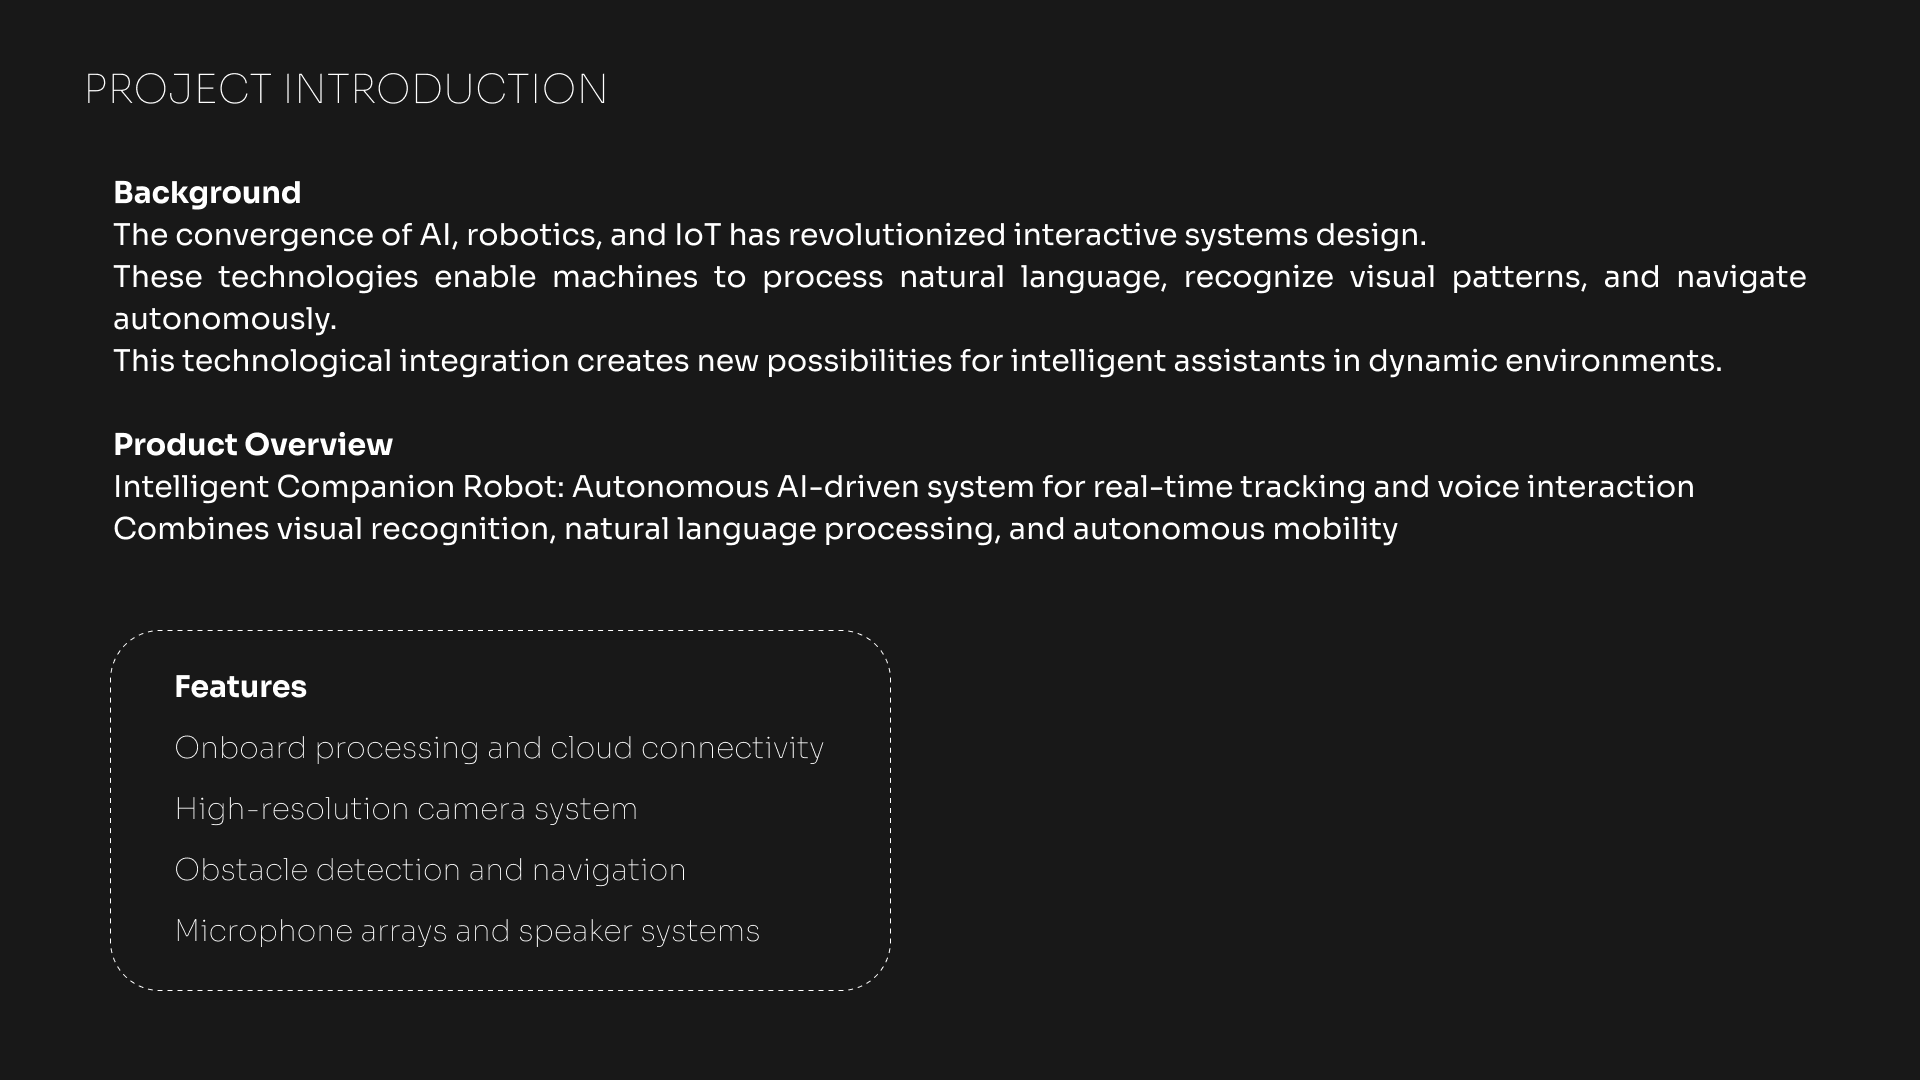 PROJECT INTRODUCTION
Background
The convergence of AI, robotics, and IoT has revolutionized interactive systems design.
These technologies enable machines to process natural language, recognize visual patterns, and navigate
autonomously.
This technological integration creates new possibilities for intelligent assistants in dynamic environments.
Product Overview
Intelligent Companion Robot: Autonomous AI-driven system for real-time tracking and voice interaction
Combines visual recognition, natural language processing, and autonomous mobility
Features
Onboard processing and cloud connectivity
High-resolution camera system
Obstacle detection and navigation
Microphone arrays and speaker systems